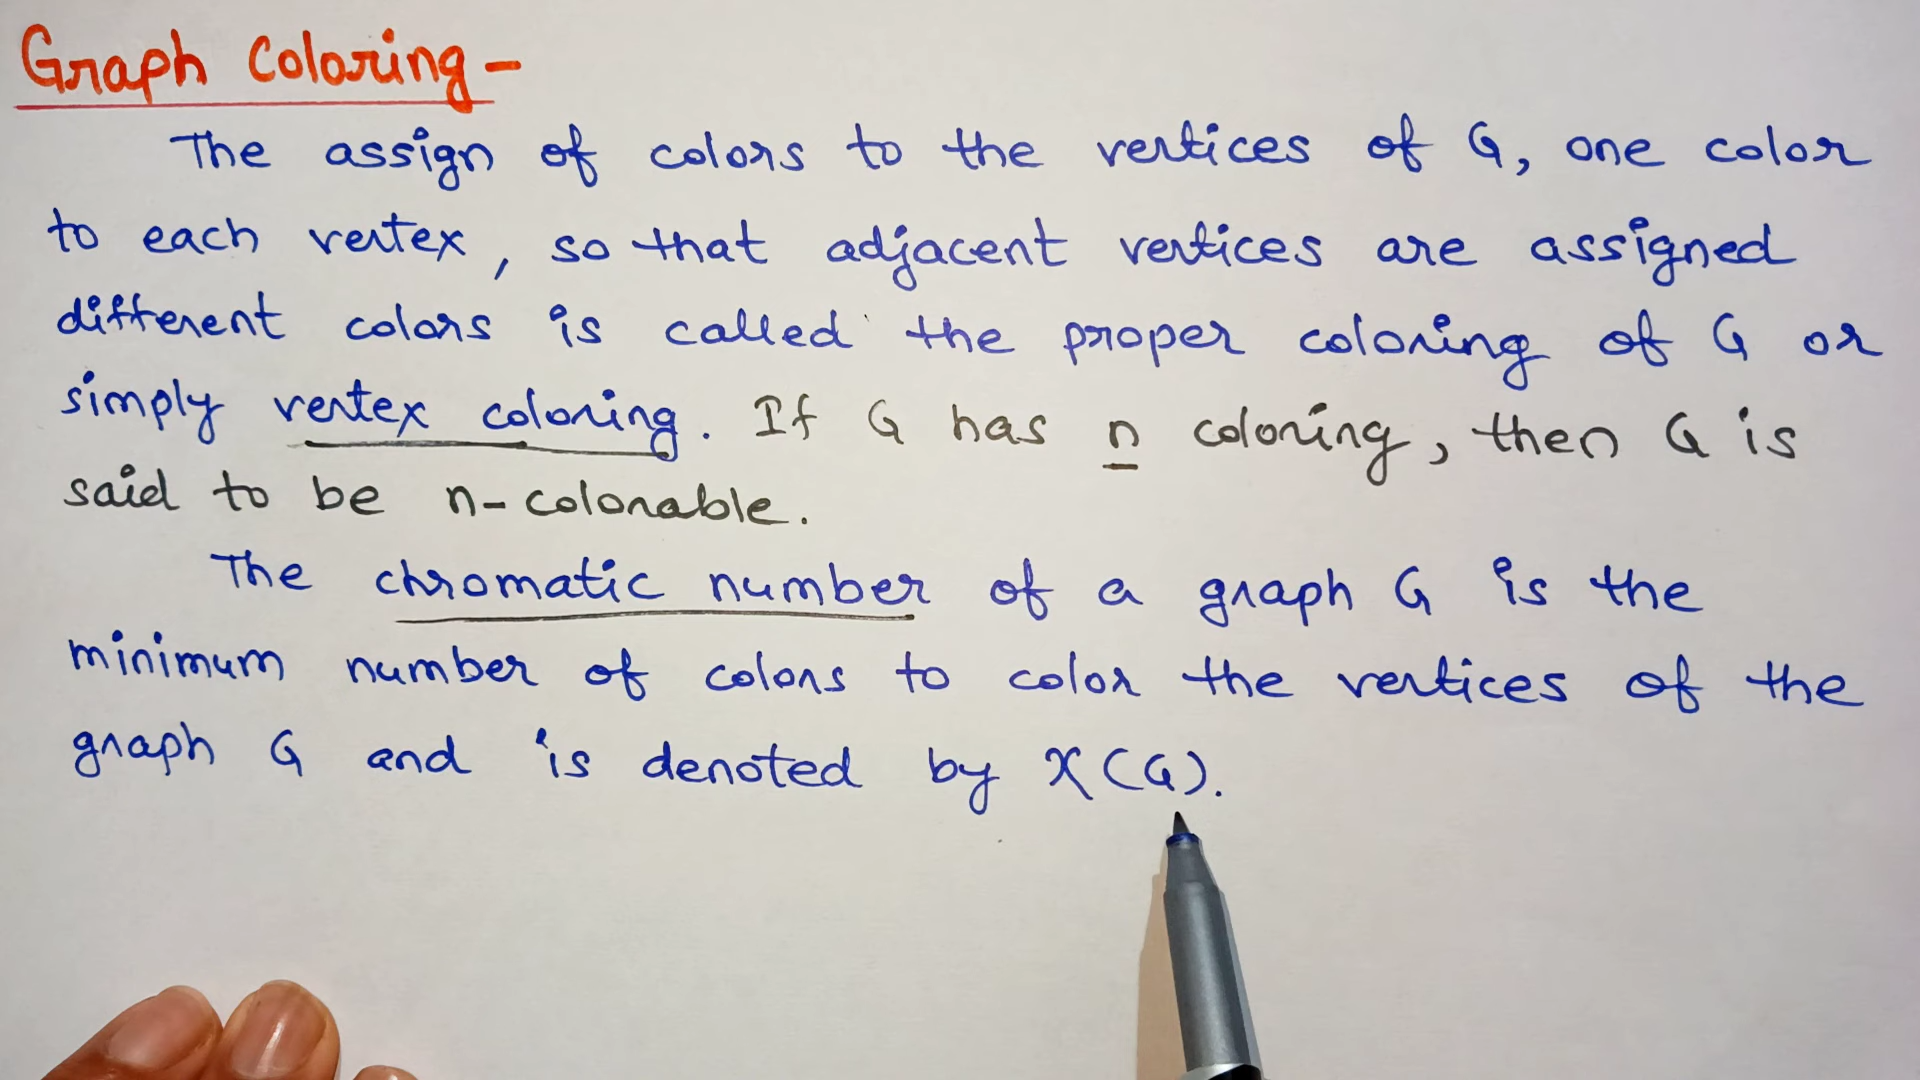 Graph Coloring -
The assign of colors to the vertices of G, one color
to each vertex, so that adjacent vertices are assigned
different colors is called the proper coloring of G or
simply vertex coloring. If G has n coloring, then G is
said to be n-colorable.
The chromatic number of a graph G is the
minimum number of colors to color the vertices of the
graph G and is denoted by χ(G).